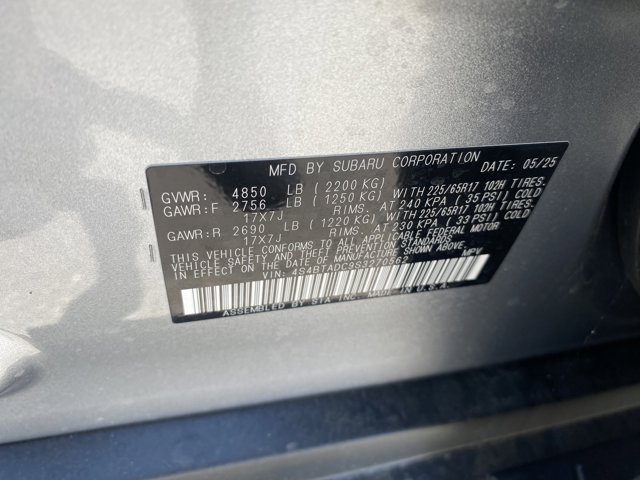 MFD BY SUBARU CORPORATION DATE: 05/25
GVWR: 4850 LB ( 2200 KG)
GAWR:F 2756 LB ( 1250 KG) WITH 225/65R17 102H TIRES.
17X7J RIMS. AT 240 KPA ( 35 PSI) COLD
GAWR:R 2690 LB ( 1220 KG) WITH 225/65R17 102H TIRES.
17X7J RIMS. AT 230 KPA ( 33 PSI) COLD
THIS VEHICLE CONFORMS TO ALL APPLICABLE FEDERAL MOTOR
VEHICLE SAFETY AND THEFT PREVENTION STANDARDS
IN EFFECT ON THE DATE OF MANUFACTURE SHOWN ABOVE.
VIN: 4S4BTADC3S3270562 MPV
ASSEMBLED BY SIA, INC. MADE IN U.S.A.